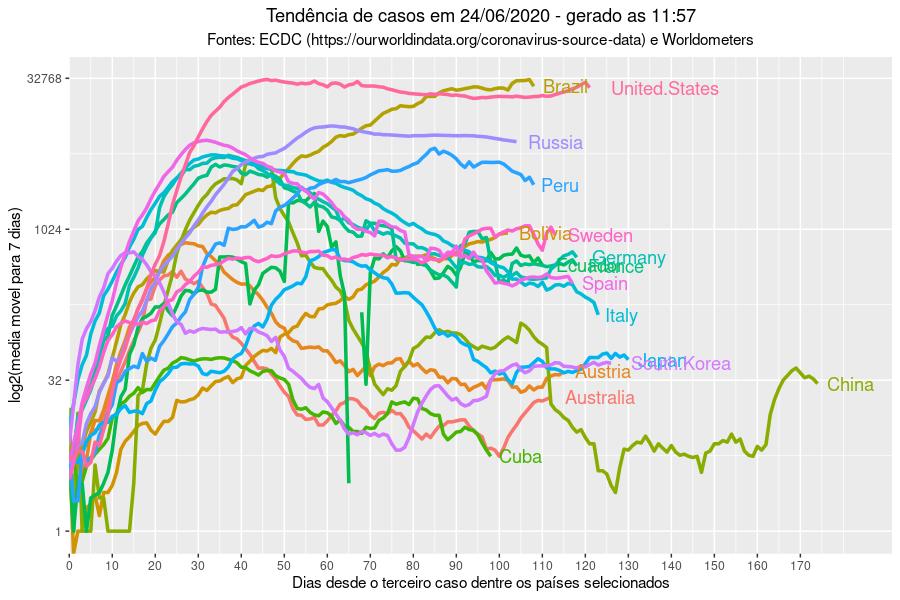 Tendência de casos em 24/06/2020 - gerado as 11:57
Fontes: ECDC (https://ourworldindata.org/coronavirus-source-data) e Worldometers
log2(media movel para 7 dias)
32768
1024
32
1
Brazil
United.States
Russia
Peru
Bolivia
Sweden
Germany
Ecuador
France
Spain
Italy
Japan
South.Korea
Austria
China
Australia
Cuba
0 10 20 30 40 50 60 70 80 90 100 110 120 130 140 150 160 170
Dias desde o terceiro caso dentre os países selecionados